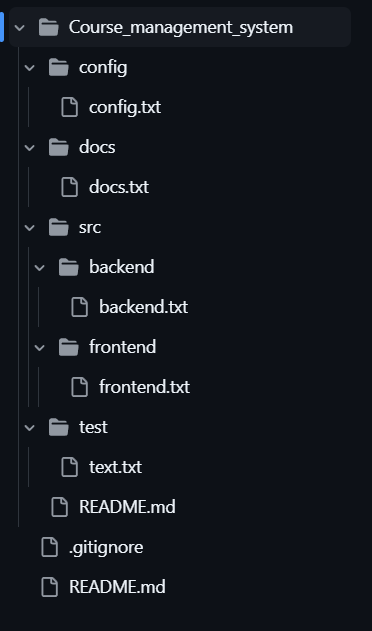 Course_management_system
config
config.txt
docs
docs.txt
src
backend
backend.txt
frontend
frontend.txt
test
text.txt
README.md
.gitignore
README.md